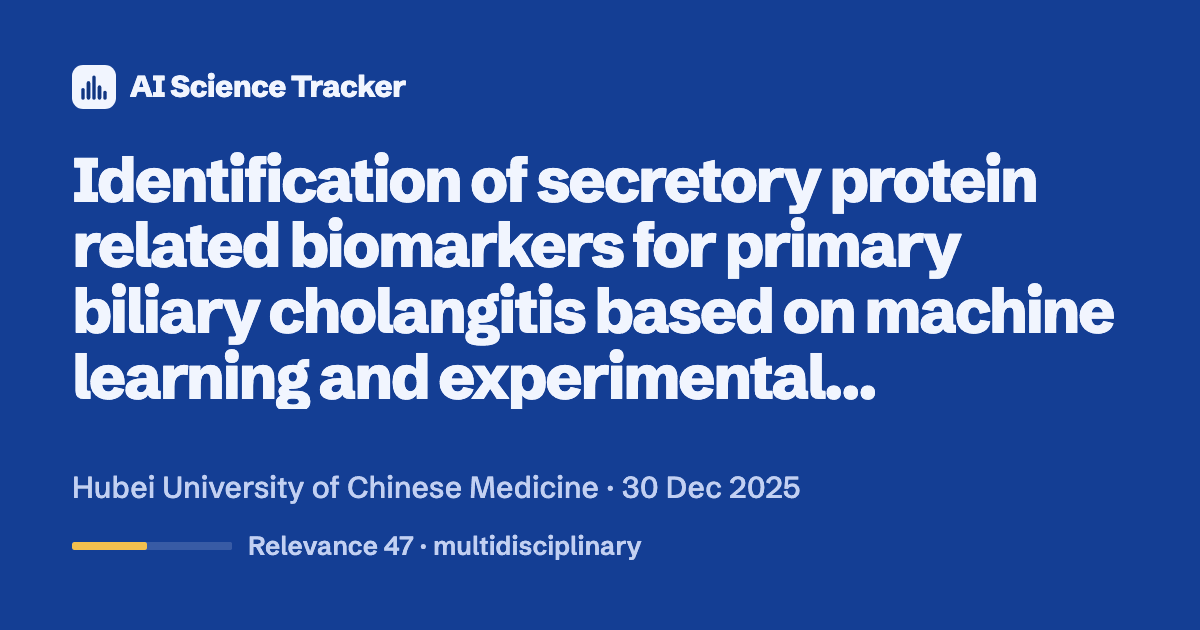 AI Science Tracker
Identification of secretory protein
related biomarkers for primary
biliary cholangitis based on machine
learning and experimental...
Hubei University of Chinese Medicine · 30 Dec 2025
Relevance 47 · multidisciplinary